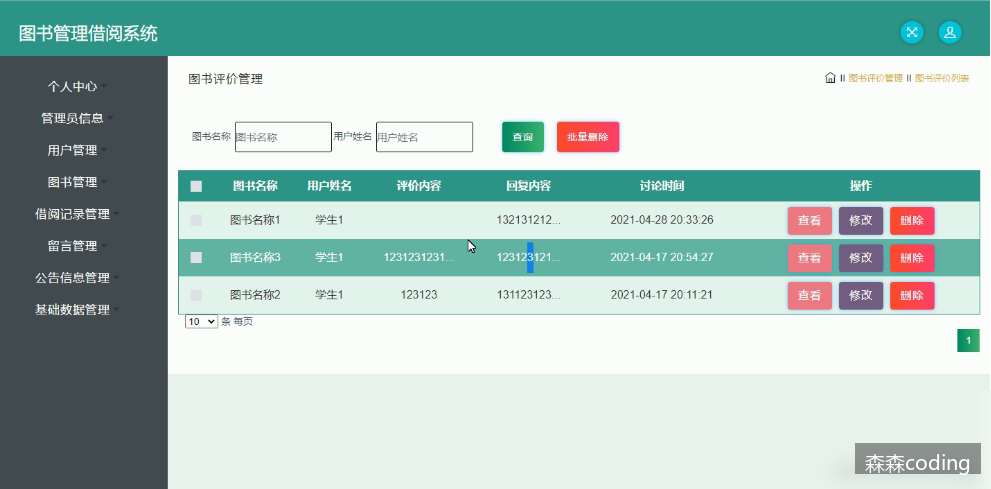 图书管理借阅系统
个人中心
管理员信息
用户管理
图书管理
借阅记录管理
留言管理
公告信息管理
基础数据管理
图书评价管理
图书评价管理 图书评价列表
图书名称 图书名称 用户姓名 用户姓名 查询 批量删除
图书名称 用户姓名 评价内容 回复内容 讨论时间 操作
图书名称1 学生1 132131212... 2021-04-28 20:33:26 查看 修改 删除
图书名称3 学生1 1231231231... 123123121... 2021-04-17 20:54:27 查看 修改 删除
图书名称2 学生1 123123 131123123... 2021-04-17 20:11:21 查看 修改 删除
10 条 每页
1
森森coding